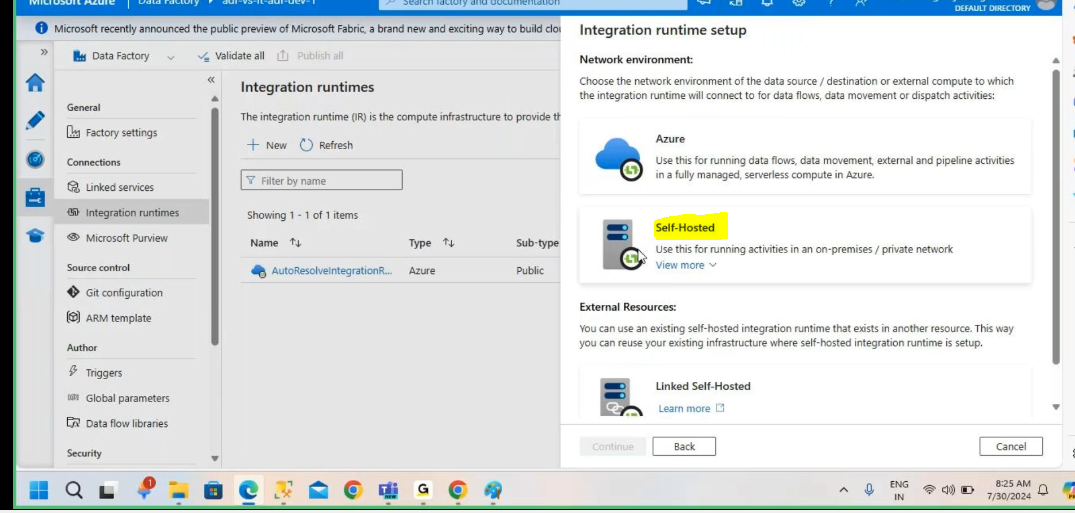 Microsoft Azure | Data Factory ▸ adf-vs-it-adf-dev-1
Search factory and documentation
DEFAULT DIRECTORY
Microsoft recently announced the public preview of Microsoft Fabric, a brand new and exciting way to build
Data Factory
Validate all
Publish all
General
Factory settings
Connections
Linked services
Integration runtimes
Microsoft Purview
Source control
Git configuration
ARM template
Author
Triggers
Global parameters
Data flow libraries
Security
Integration runtimes
The integration runtime (IR) is the compute infrastructure to provide
New
Refresh
Filter by name
Showing 1 - 1 of 1 items
Name Type Sub-type
AutoResolveIntegrationR... Azure Public
Integration runtime setup
Network environment:
Choose the network environment of the data source / destination or external compute to which
the integration runtime will connect to for data flows, data movement or dispatch activities:
Azure
Use this for running data flows, data movement, external and pipeline activities
in a fully managed, serverless compute in Azure.
Self-Hosted
Use this for running activities in an on-premises / private network
View more
External Resources:
You can use an existing self-hosted integration runtime that exists in another resource. This way
you can reuse your existing infrastructure where self-hosted integration runtime is setup.
Linked Self-Hosted
Learn more
Continue
Back
Cancel
1
G
ENG
IN
8:25 AM
7/30/2024